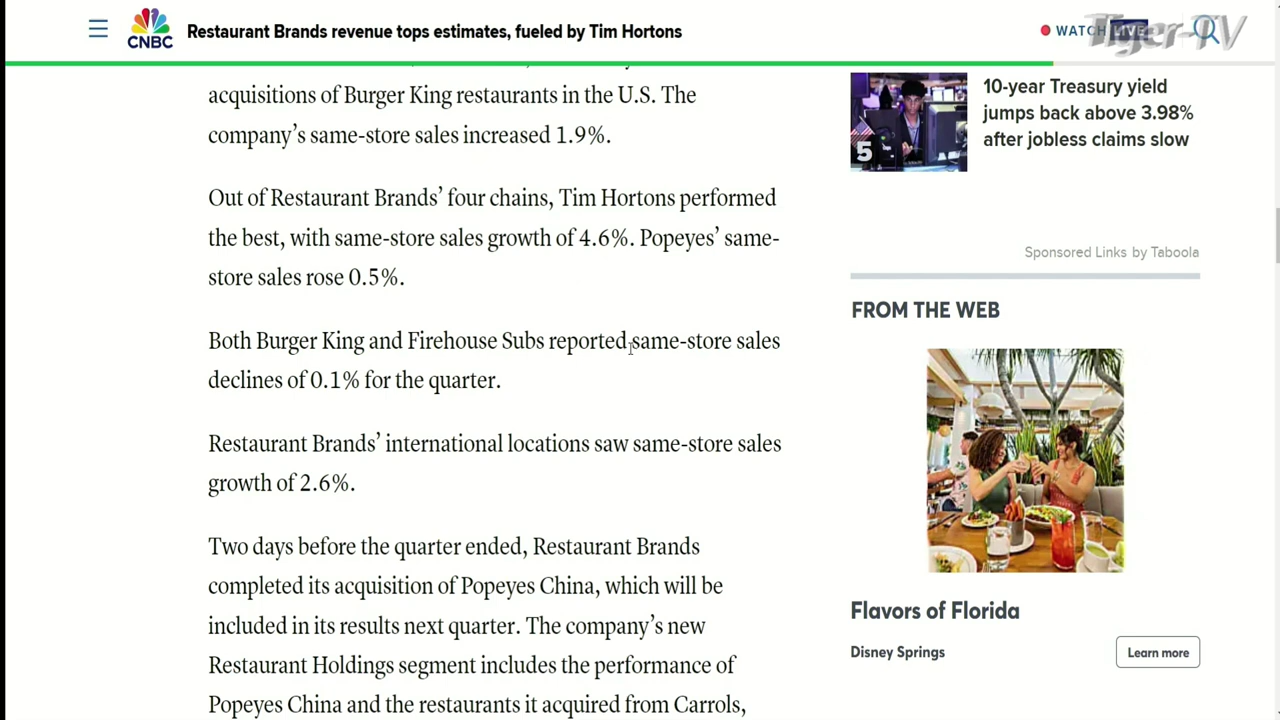 CNBC
Restaurant Brands revenue tops estimates, fueled by Tim Hortons
WATCH LIVE
Tiger-TV
acquisitions of Burger King restaurants in the U.S. The
company’s same-store sales increased 1.9%.
Out of Restaurant Brands’ four chains, Tim Hortons performed
the best, with same-store sales growth of 4.6%. Popeyes’ same-
store sales rose 0.5%.
Both Burger King and Firehouse Subs reported same-store sales
declines of 0.1% for the quarter.
Restaurant Brands’ international locations saw same-store sales
growth of 2.6%.
Two days before the quarter ended, Restaurant Brands
completed its acquisition of Popeyes China, which will be
included in its results next quarter. The company’s new
Restaurant Holdings segment includes the performance of
Popeyes China and the restaurants it acquired from Carrols,
5
10-year Treasury yield
jumps back above 3.98%
after jobless claims slow
Sponsored Links by Taboola
FROM THE WEB
Flavors of Florida
Disney Springs
Learn more